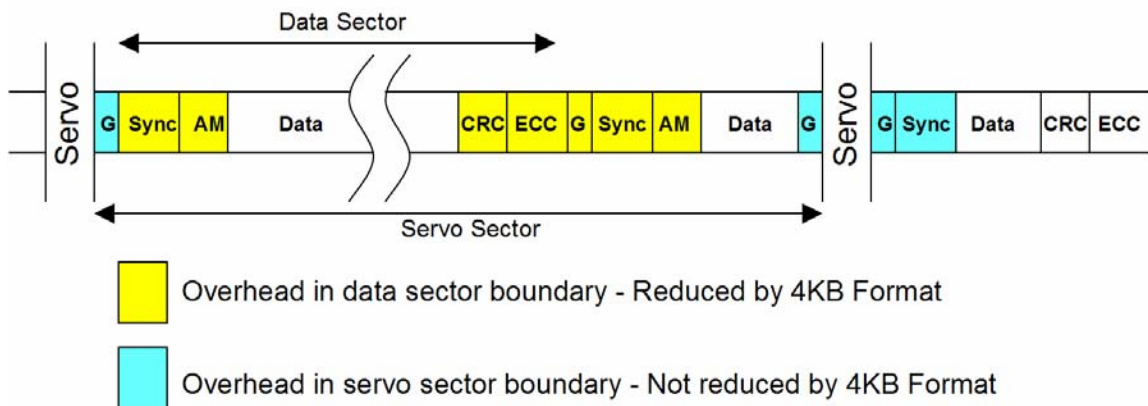 Data Sector
Servo
G Sync AM Data CRC ECC G Sync AM Data G
Servo
G Sync Data CRC ECC
Servo Sector
Overhead in data sector boundary - Reduced by 4KB Format
Overhead in servo sector boundary - Not reduced by 4KB Format